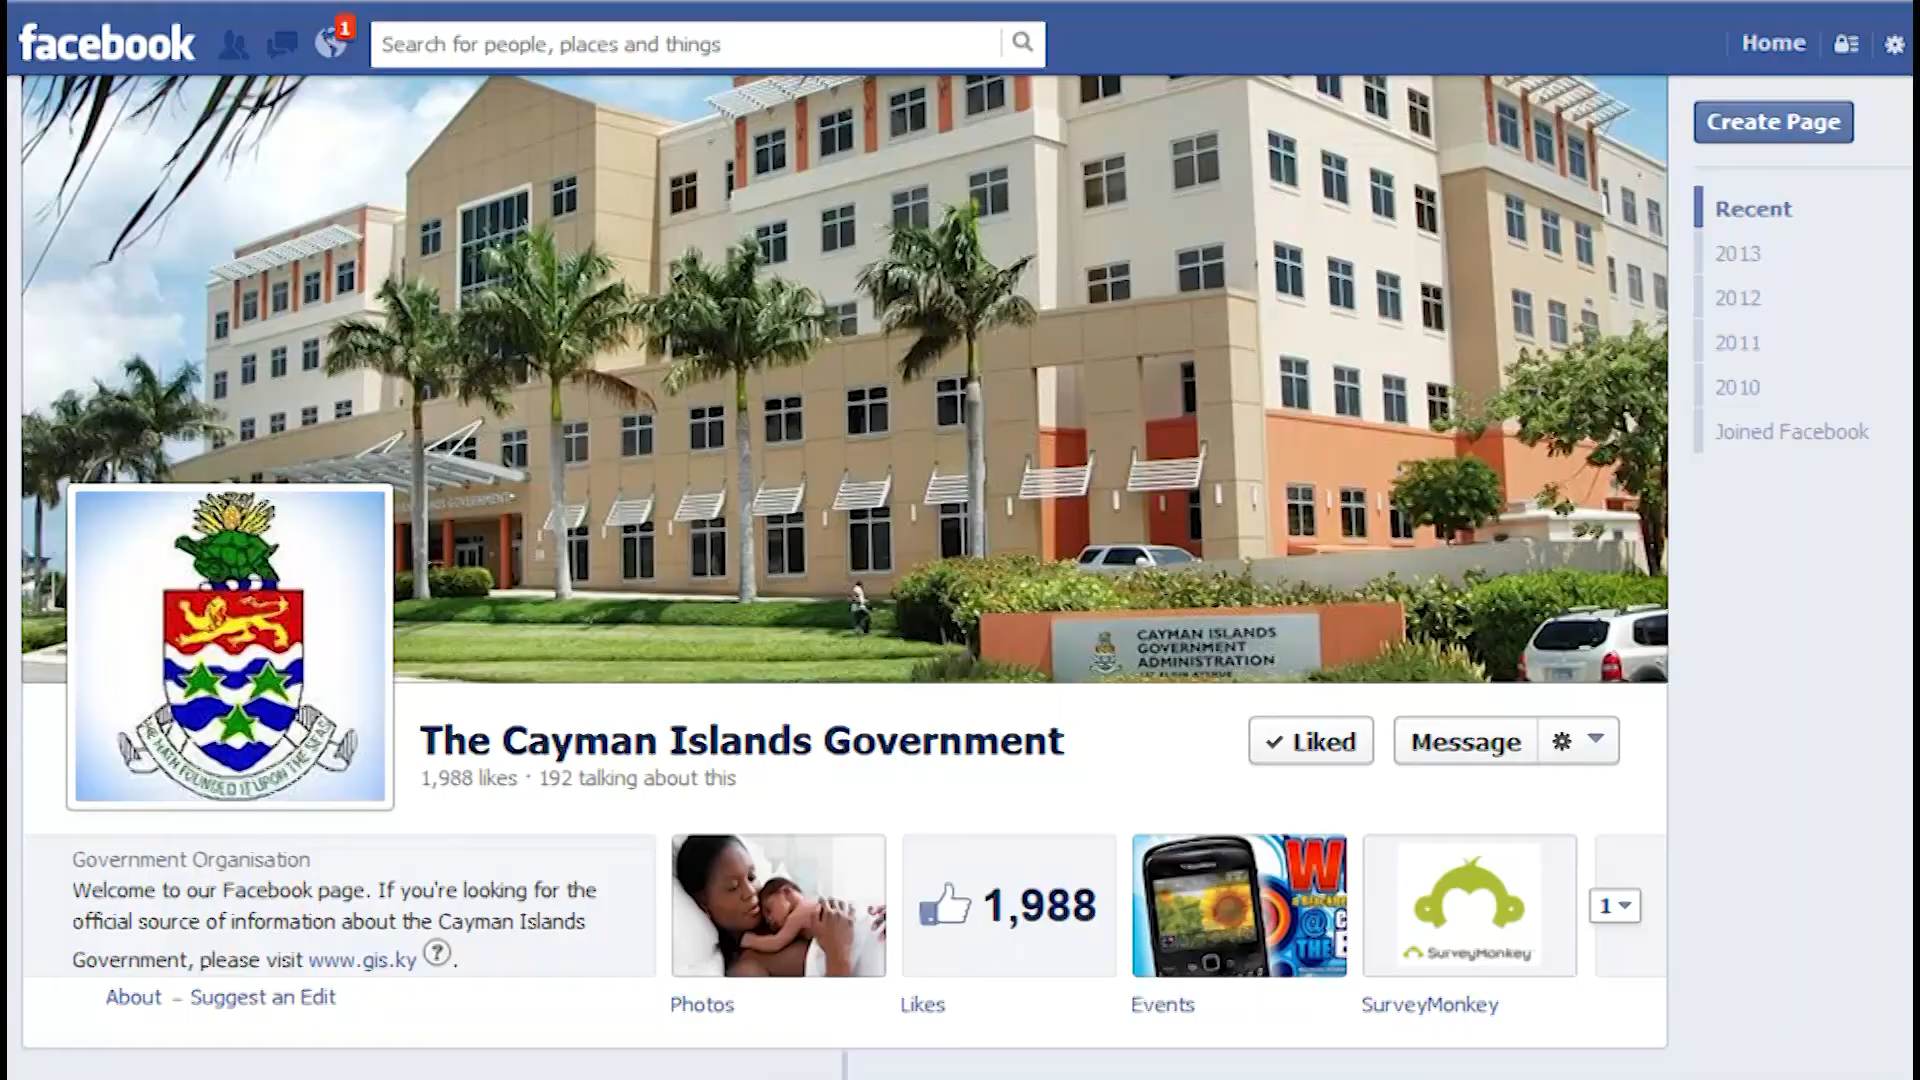 facebook
1
Search for people, places and things
Home
Create Page
Recent
2013
2012
2011
2010
Joined Facebook
CAYMAN ISLANDS
GOVERNMENT
ADMINISTRATION
HE HATH FOUNDED IT UPON THE SEAS
The Cayman Islands Government
1,988 likes · 192 talking about this
✓ Liked
Message
Government Organisation
Welcome to our Facebook page. If you're looking for the
official source of information about the Cayman Islands
Government, please visit www.gis.ky ? .
About – Suggest an Edit
1,988
@
THE
SurveyMonkey
1
Photos
Likes
Events
SurveyMonkey